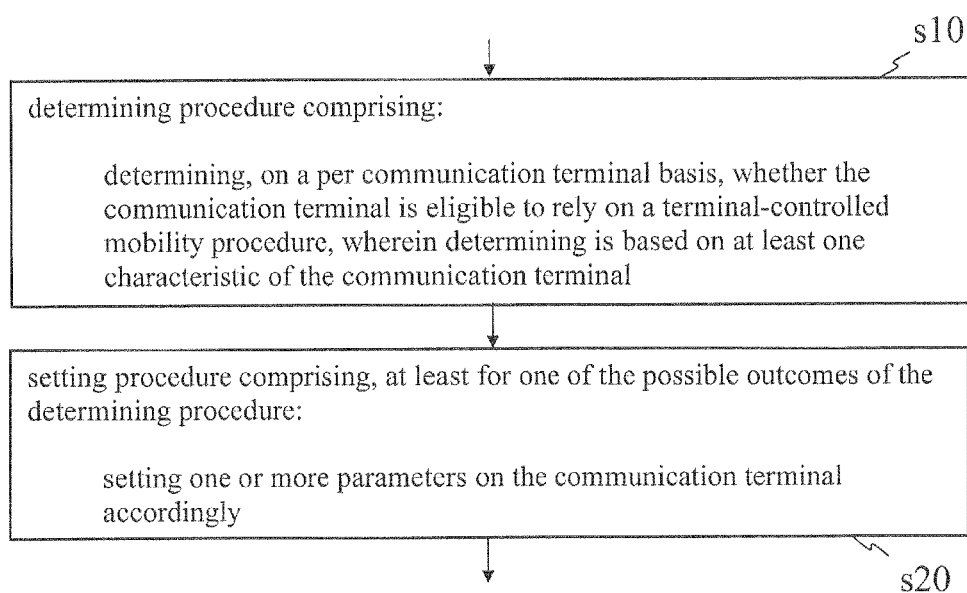 s10
determining procedure comprising:
determining, on a per communication terminal basis, whether the
communication terminal is eligible to rely on a terminal-controlled
mobility procedure, wherein determining is based on at least one
characteristic of the communication terminal
setting procedure comprising, at least for one of the possible outcomes of the
determining procedure:
setting one or more parameters on the communication terminal
accordingly
s20